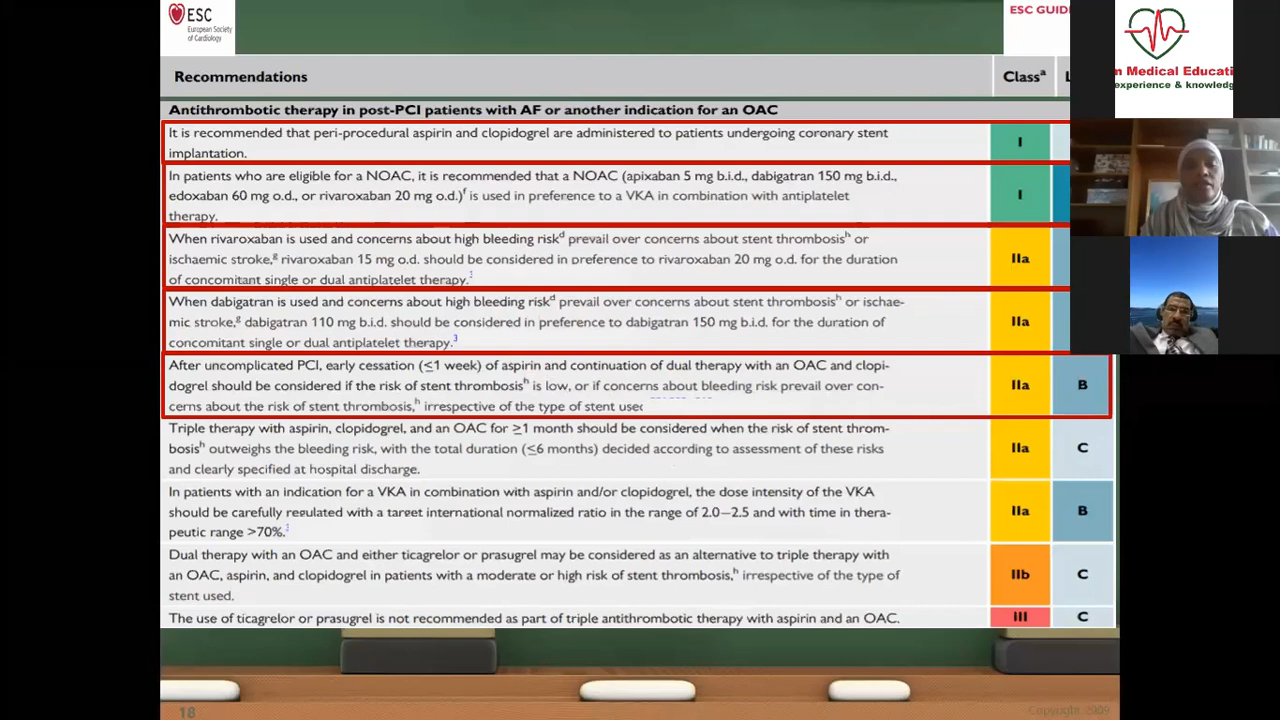 ESC
European Society
of Cardiology
ESC GUID
Medical Educati
experience & knowledg
Recommendations
Classᵃ
L
Antithrombotic therapy in post-PCI patients with AF or another indication for an OAC
It is recommended that peri-procedural aspirin and clopidogrel are administered to patients undergoing coronary stent
implantation.
I
In patients who are eligible for a NOAC, it is recommended that a NOAC (apixaban 5 mg b.i.d., dabigatran 150 mg b.i.d.,
edoxaban 60 mg o.d., or rivaroxaban 20 mg o.d.)ᶠ is used in preference to a VKA in combination with antiplatelet
therapy.
I
When rivaroxaban is used and concerns about high bleeding riskᵈ prevail over concerns about stent thrombosisʰ or
ischaemic stroke,ᵍ rivaroxaban 15 mg o.d. should be considered in preference to rivaroxaban 20 mg o.d. for the duration
of concomitant single or dual antiplatelet therapy.
IIa
When dabigatran is used and concerns about high bleeding riskᵈ prevail over concerns about stent thrombosisʰ or ischae-
mic stroke,ᵍ dabigatran 110 mg b.i.d. should be considered in preference to dabigatran 150 mg b.i.d. for the duration of
concomitant single or dual antiplatelet therapy.³
IIa
After uncomplicated PCI, early cessation (≤1 week) of aspirin and continuation of dual therapy with an OAC and clopi-
dogrel should be considered if the risk of stent thrombosisʰ is low, or if concerns about bleeding risk prevail over con-
cerns about the risk of stent thrombosis,ʰ irrespective of the type of stent used
IIa B
Triple therapy with aspirin, clopidogrel, and an OAC for ≥1 month should be considered when the risk of stent throm-
bosisʰ outweighs the bleeding risk, with the total duration (≤6 months) decided according to assessment of these risks
and clearly specified at hospital discharge.
IIa C
In patients with an indication for a VKA in combination with aspirin and/or clopidogrel, the dose intensity of the VKA
should be carefully regulated with a target international normalized ratio in the range of 2.0–2.5 and with time in thera-
peutic range >70%.
IIa B
Dual therapy with an OAC and either ticagrelor or prasugrel may be considered as an alternative to triple therapy with
an OAC, aspirin, and clopidogrel in patients with a moderate or high risk of stent thrombosis,ʰ irrespective of the type of
stent used.
IIb C
The use of ticagrelor or prasugrel is not recommended as part of triple antithrombotic therapy with aspirin and an OAC.
III C
18
Copyright 2009